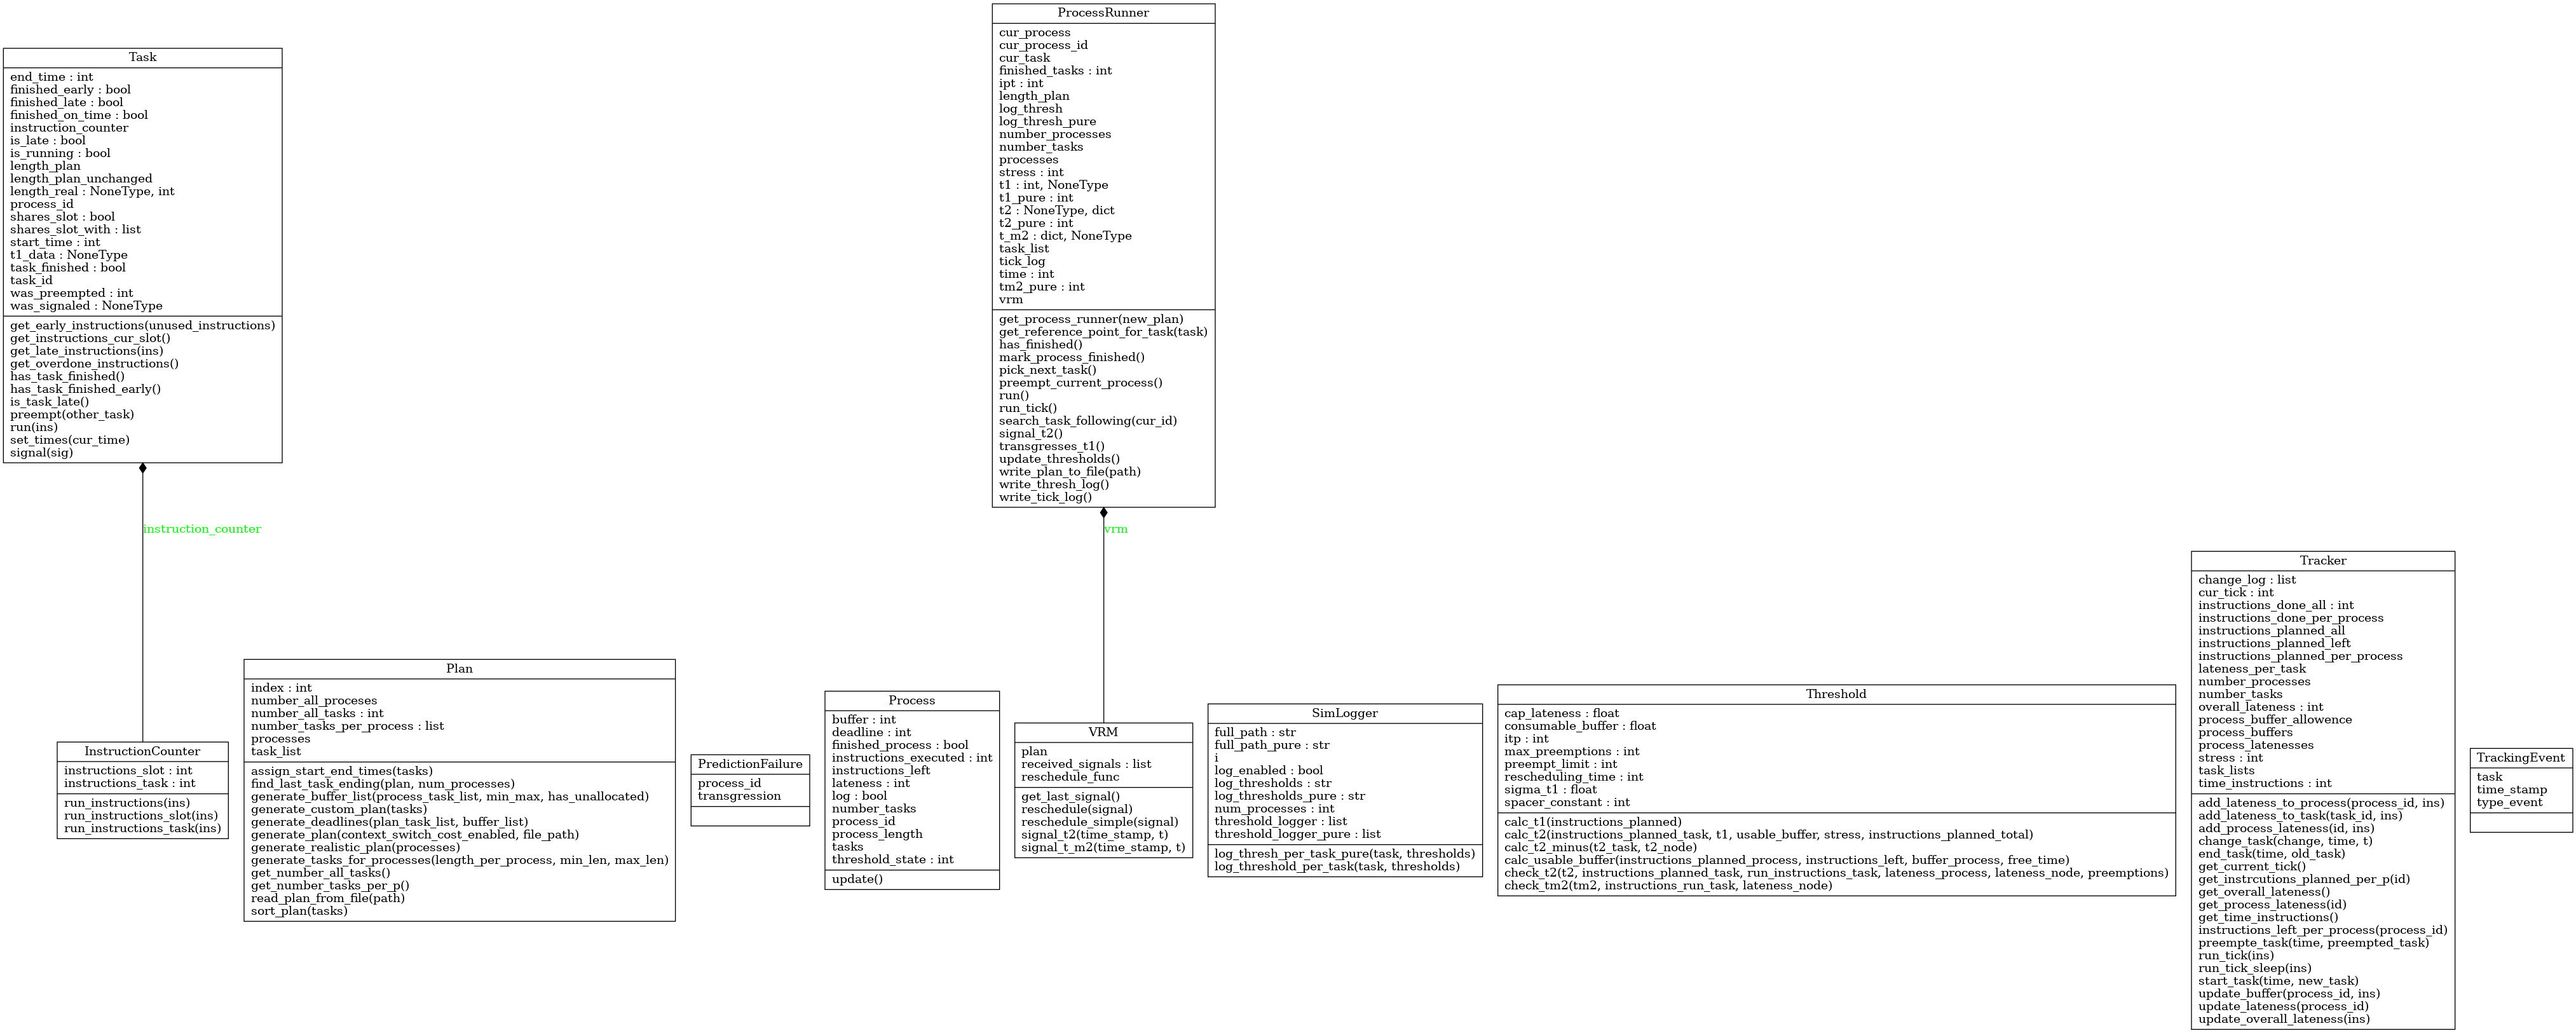 Task
end_time : int
finished_early : bool
finished_late : bool
finished_on_time : bool
instruction_counter
is_late : bool
is_running : bool
length_plan
length_plan_unchanged
length_real : NoneType, int
process_id
shares_slot : bool
shares_slot_with : list
start_time : int
t1_data : NoneType
task_finished : bool
task_id
was_preempted : int
was_signaled : NoneType
get_early_instructions(unused_instructions)
get_instructions_cur_slot()
get_late_instructions(ins)
get_overdone_instructions()
has_task_finished()
has_task_finished_early()
is_task_late()
preempt(other_task)
run(ins)
set_times(cur_time)
signal(sig)
ProcessRunner
cur_process
cur_process_id
cur_task
finished_tasks : int
ipt : int
length_plan
log_thresh
log_thresh_pure
number_processes
number_tasks
processes
stress : int
t1 : int, NoneType
t1_pure : int
t2 : NoneType, dict
t2_pure : int
t_m2 : dict, NoneType
task_list
tick_log
time : int
tm2_pure : int
vrm
get_process_runner(new_plan)
get_reference_point_for_task(task)
has_finished()
mark_process_finished()
pick_next_task()
preempt_current_process()
run()
run_tick()
search_task_following(cur_id)
signal_t2()
transgresses_t1()
update_thresholds()
write_plan_to_file(path)
write_thresh_log()
write_tick_log()
instruction_counter
vrm
InstructionCounter
instructions_slot : int
instructions_task : int
run_instructions(ins)
run_instructions_slot(ins)
run_instructions_task(ins)
Plan
index : int
number_all_proceses
number_all_tasks : int
number_tasks_per_process : list
processes
task_list
assign_start_end_times(tasks)
find_last_task_ending(plan, num_processes)
generate_buffer_list(process_task_list, min_max, has_unallocated)
generate_custom_plan(tasks)
generate_deadlines(plan_task_list, buffer_list)
generate_plan(context_switch_cost_enabled, file_path)
generate_realistic_plan(processes)
generate_tasks_for_processes(length_per_process, min_len, max_len)
get_number_all_tasks()
get_number_tasks_per_p()
read_plan_from_file(path)
sort_plan(tasks)
PredictionFailure
process_id
transgression
Process
buffer : int
deadline : int
finished_process : bool
instructions_executed : int
instructions_left
lateness : int
log : bool
number_tasks
process_id
process_length
tasks
threshold_state : int
update()
VRM
plan
received_signals : list
reschedule_func
get_last_signal()
reschedule(signal)
reschedule_simple(signal)
signal_t2(time_stamp, t)
signal_t_m2(time_stamp, t)
SimLogger
full_path : str
full_path_pure : str
i
log_enabled : bool
log_thresholds : str
log_thresholds_pure : str
num_processes : int
threshold_logger : list
threshold_logger_pure : list
log_thresh_per_task_pure(task, thresholds)
log_threshold_per_task(task, thresholds)
Threshold
cap_lateness : float
consumable_buffer : float
itp : int
max_preemptions : int
preempt_limit : int
rescheduling_time : int
sigma_t1 : float
spacer_constant : int
calc_t1(instructions_planned)
calc_t2(instructions_planned_task, t1, usable_buffer, stress, instructions_planned_total)
calc_t2_minus(t2_task, t2_node)
calc_usable_buffer(instructions_planned_process, instructions_left, buffer_process, free_time)
check_t2(t2, instructions_planned_task, run_instructions_task, lateness_process, lateness_node, preemptions)
check_tm2(tm2, instructions_run_task, lateness_node)
Tracker
change_log : list
cur_tick : int
instructions_done_all : int
instructions_done_per_process
instructions_planned_all
instructions_planned_left
instructions_planned_per_process
lateness_per_task
number_processes
number_tasks
overall_lateness : int
process_buffer_allowence
process_buffers
process_latenesses
stress : int
task_lists
time_instructions : int
add_lateness_to_process(process_id, ins)
add_lateness_to_task(task_id, ins)
add_process_lateness(id, ins)
change_task(change, time, t)
end_task(time, old_task)
get_current_tick()
get_instrcutions_planned_per_p(id)
get_overall_lateness()
get_process_lateness(id)
get_time_instructions()
instructions_left_per_process(process_id)
preempte_task(time, preempted_task)
run_tick(ins)
run_tick_sleep(ins)
start_task(time, new_task)
update_buffer(process_id, ins)
update_lateness(process_id)
update_overall_lateness(ins)
TrackingEvent
task
time_stamp
type_event